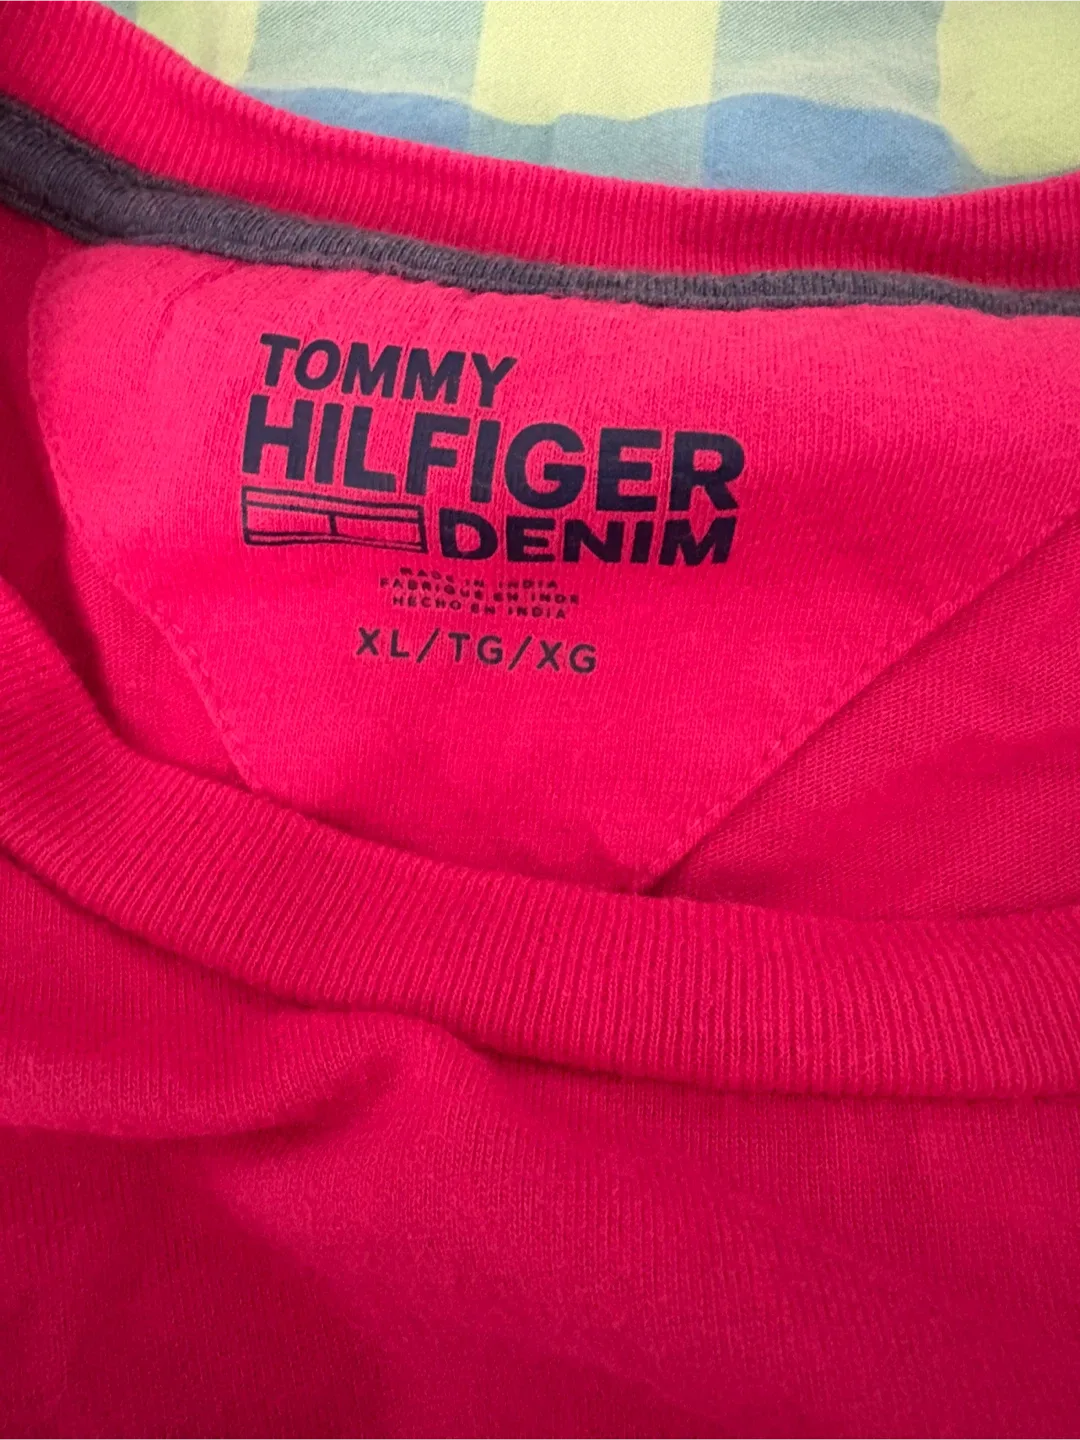 TOMMY
HILFIGER
DENIM
MADE IN INDIA
FABRIQUE EN INDE
HECHO EN INDIA
XL/TG/XG